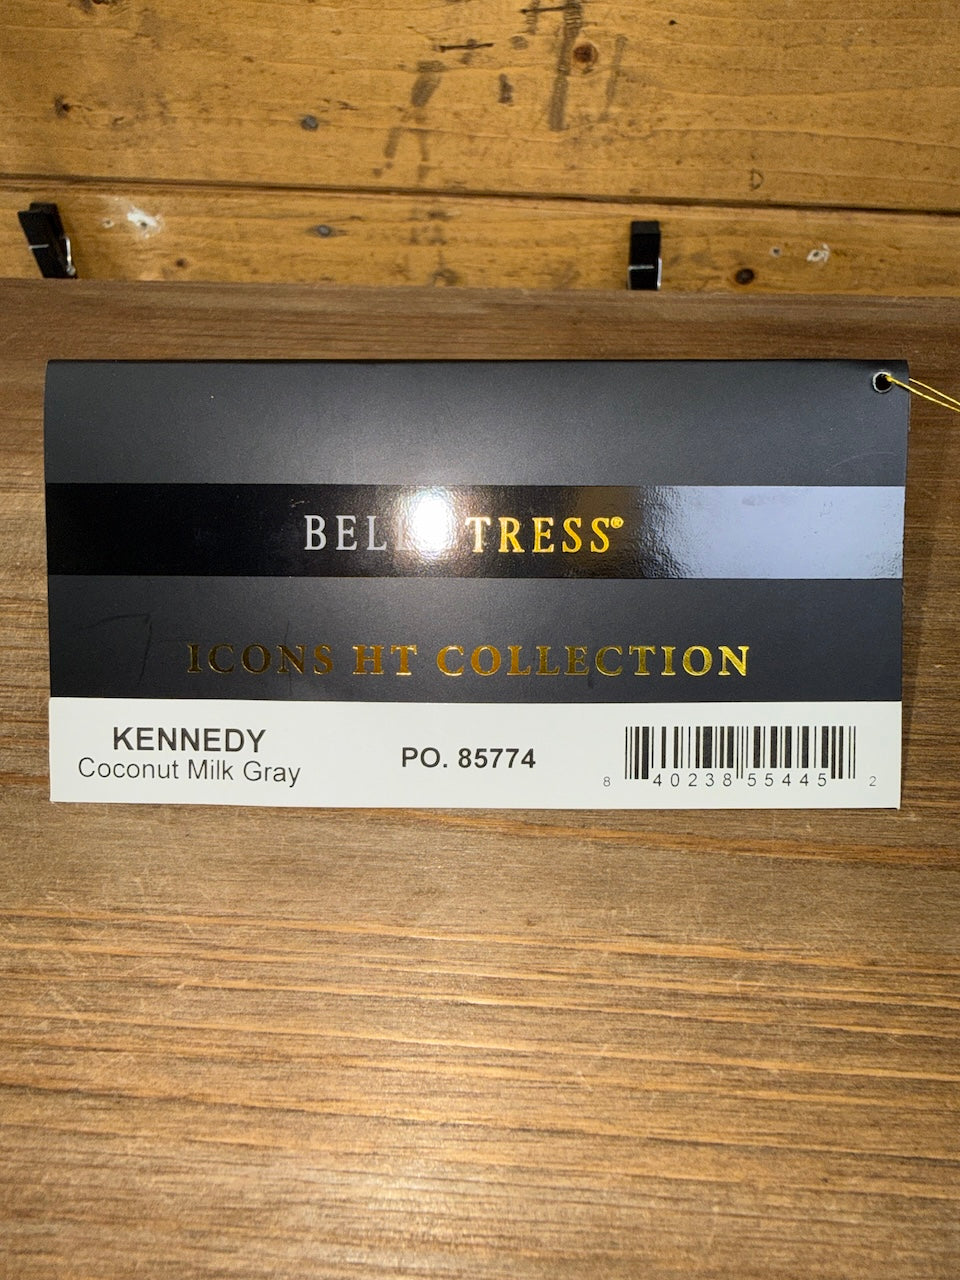 BELL TRESS®
ICONS HT COLLECTION
KENNEDY
Coconut Milk Gray
PO. 85774
8 40238 55445 2